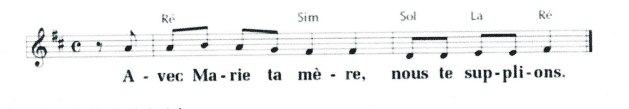 Ré Sim Sol La Ré
A - vec Ma - rie ta mè - re, nous te sup - pli - ons.